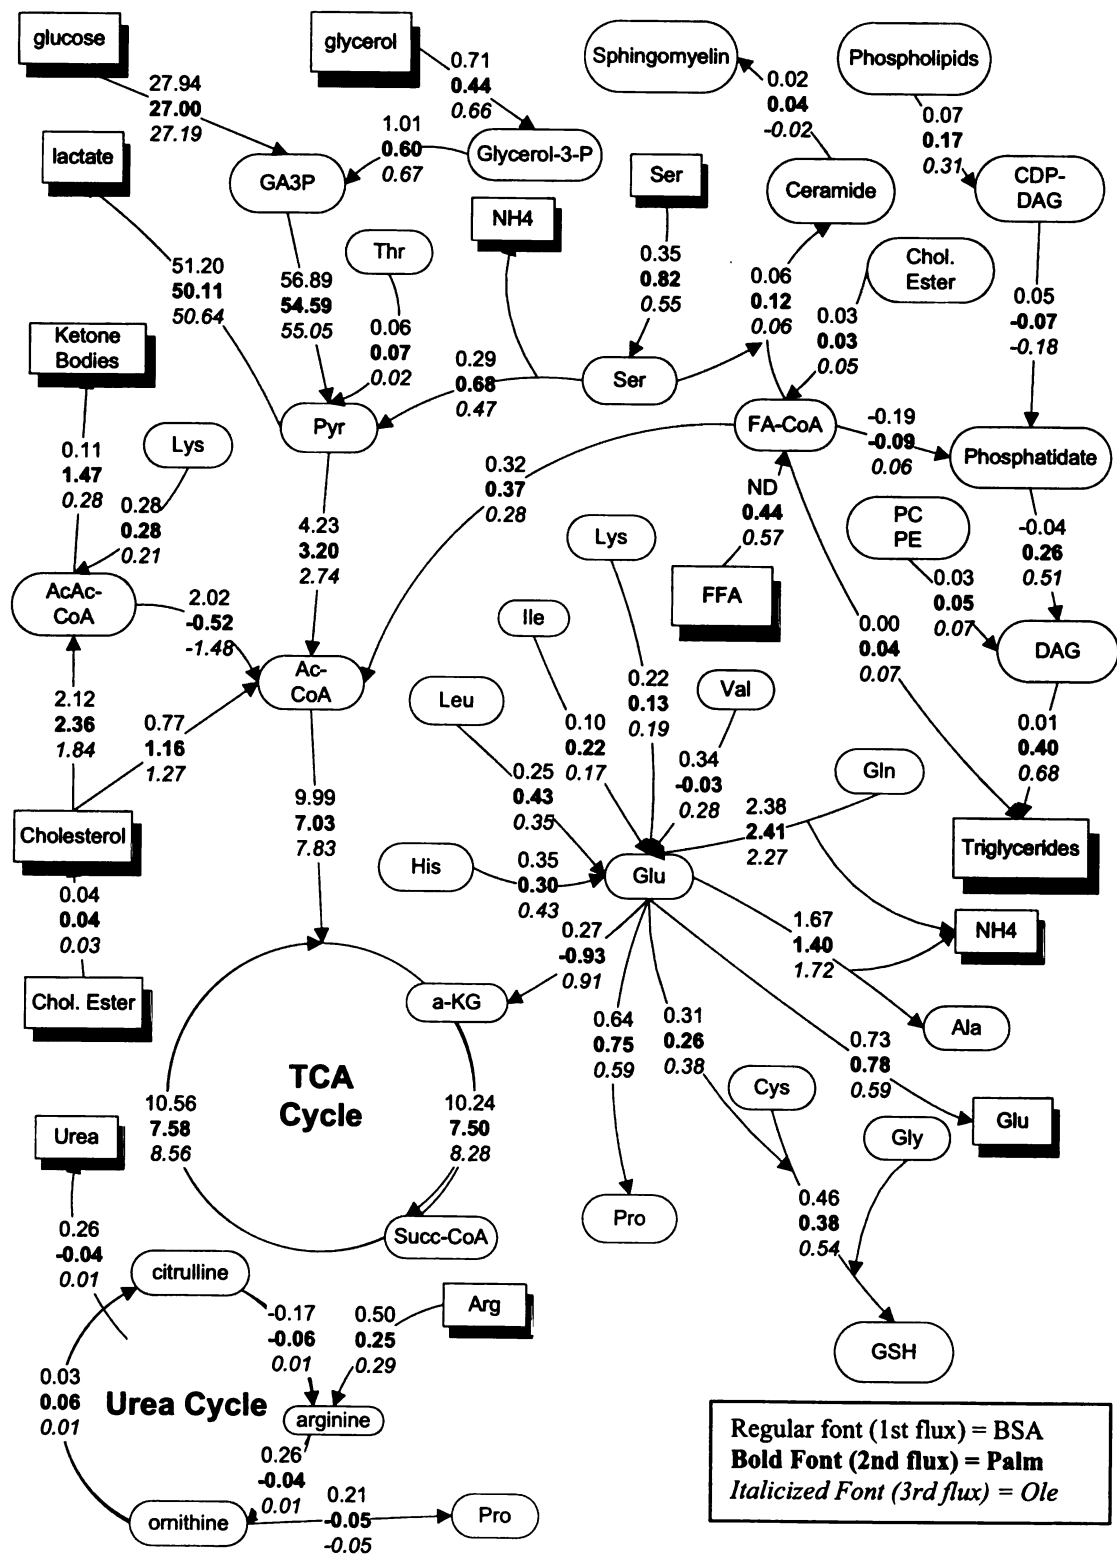 glucose
27.94
27.00
27.19
glycerol
0.71
0.44
0.66
Sphingomyelin
0.02
0.04
-0.02
Phospholipids
0.07
0.17
0.31
lactate
GA3P
1.01
0.60
0.67
Glycerol-3-P
Ser
Ceramide
CDP-
DAG
NH4
Thr
51.20
50.11
50.64
56.89
54.59
55.05
0.06
0.07
0.02
0.35
0.82
0.55
0.06
0.12
0.06
Chol.
Ester
0.03
0.03
0.05
0.05
-0.07
-0.18
Ketone
Bodies
0.29
0.68
0.47
Ser
Pyr
FA-CoA
-0.19
-0.09
0.06
Phosphatidate
0.11
1.47
0.28
Lys
0.28
0.28
0.21
0.32
0.37
0.28
4.23
3.20
2.74
ND
0.44
0.57
PC
PE
0.03
0.05
0.07
-0.04
0.26
0.51
Lys
FFA
AcAc-
CoA
2.02
-0.52
-1.48
Ile
0.00
0.04
0.07
DAG
Ac-
CoA
2.12
2.36
1.84
0.77
1.16
1.27
Leu
0.22
0.13
0.19
Val
0.10
0.22
0.17
0.34
-0.03
0.28
0.01
0.40
0.68
9.99
7.03
7.83
0.25
0.43
0.35
2.38
2.41
2.27
Gln
Cholesterol
Triglycerides
His
0.35
0.30
0.43
Glu
0.04
0.04
0.03
0.27
-0.93
0.91
1.67
1.40
1.72
NH4
Chol. Ester
a-KG
0.64
0.75
0.59
0.31
0.26
0.38
Ala
0.73
0.78
0.59
TCA
Cycle
Cys
10.56
7.58
8.56
10.24
7.50
8.28
Urea
Glu
Gly
0.46
0.38
0.54
Pro
Succ-CoA
0.26
-0.04
0.01
citrulline
-0.17
-0.06
0.01
0.50
0.25
0.29
Arg
GSH
0.03
0.06
0.01
Urea Cycle
arginine
0.26
-0.04
0.01
0.21
-0.05
-0.05
ornithine
Pro
Regular font (1st flux) = BSA
Bold Font (2nd flux) = Palm
Italicized Font (3rd flux) = Ole